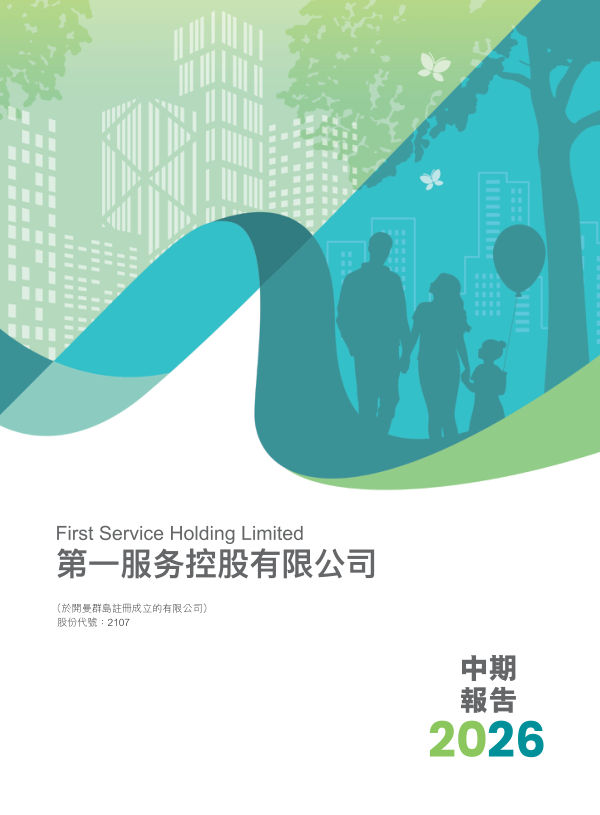 First Service Holding Limited
第一服务控股有限公司
（於開曼群島註冊成立的有限公司）
股份代號：2107
中期
報告
2026